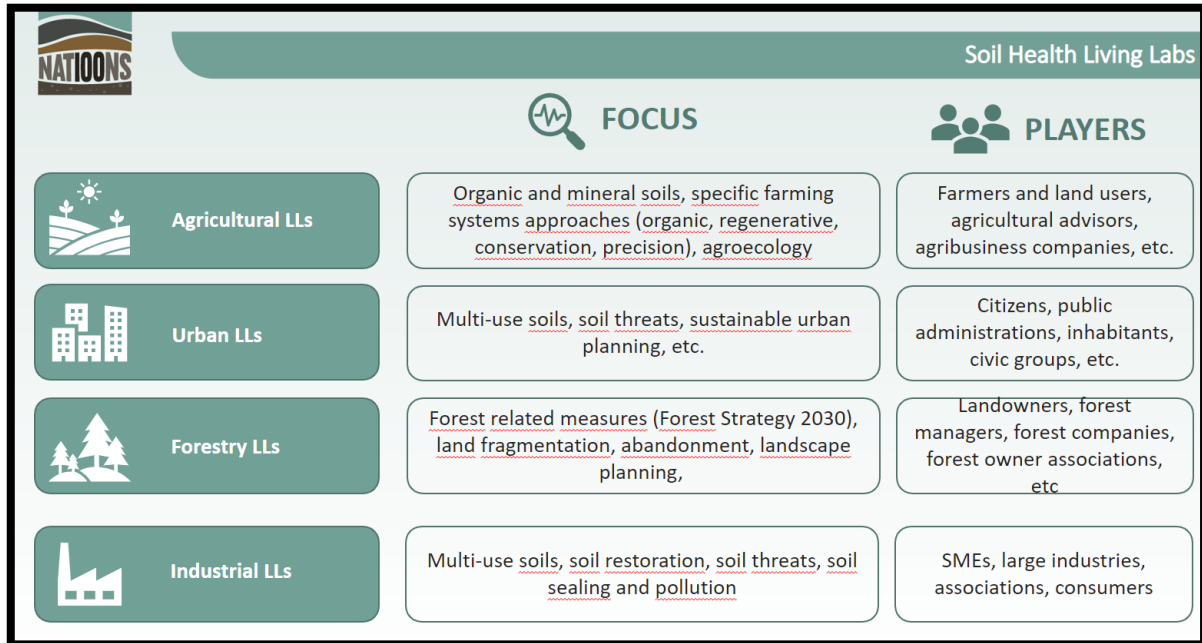 NATI00NS
Soil Health Living Labs
FOCUS
PLAYERS
Agricultural LLs
Organic and mineral soils, specific farming
systems approaches (organic, regenerative,
conservation, precision), agroecology
Farmers and land users,
agricultural advisors,
agribusiness companies, etc.
Urban LLs
Multi-use soils, soil threats, sustainable urban
planning, etc.
Citizens, public
administrations, inhabitants,
civic groups, etc.
Forestry LLs
Forest related measures (Forest Strategy 2030),
land fragmentation, abandonment, landscape
planning,
Landowners, forest
managers, forest companies,
forest owner associations,
etc
Industrial LLs
Multi-use soils, soil restoration, soil threats, soil
sealing and pollution
SMEs, large industries,
associations, consumers